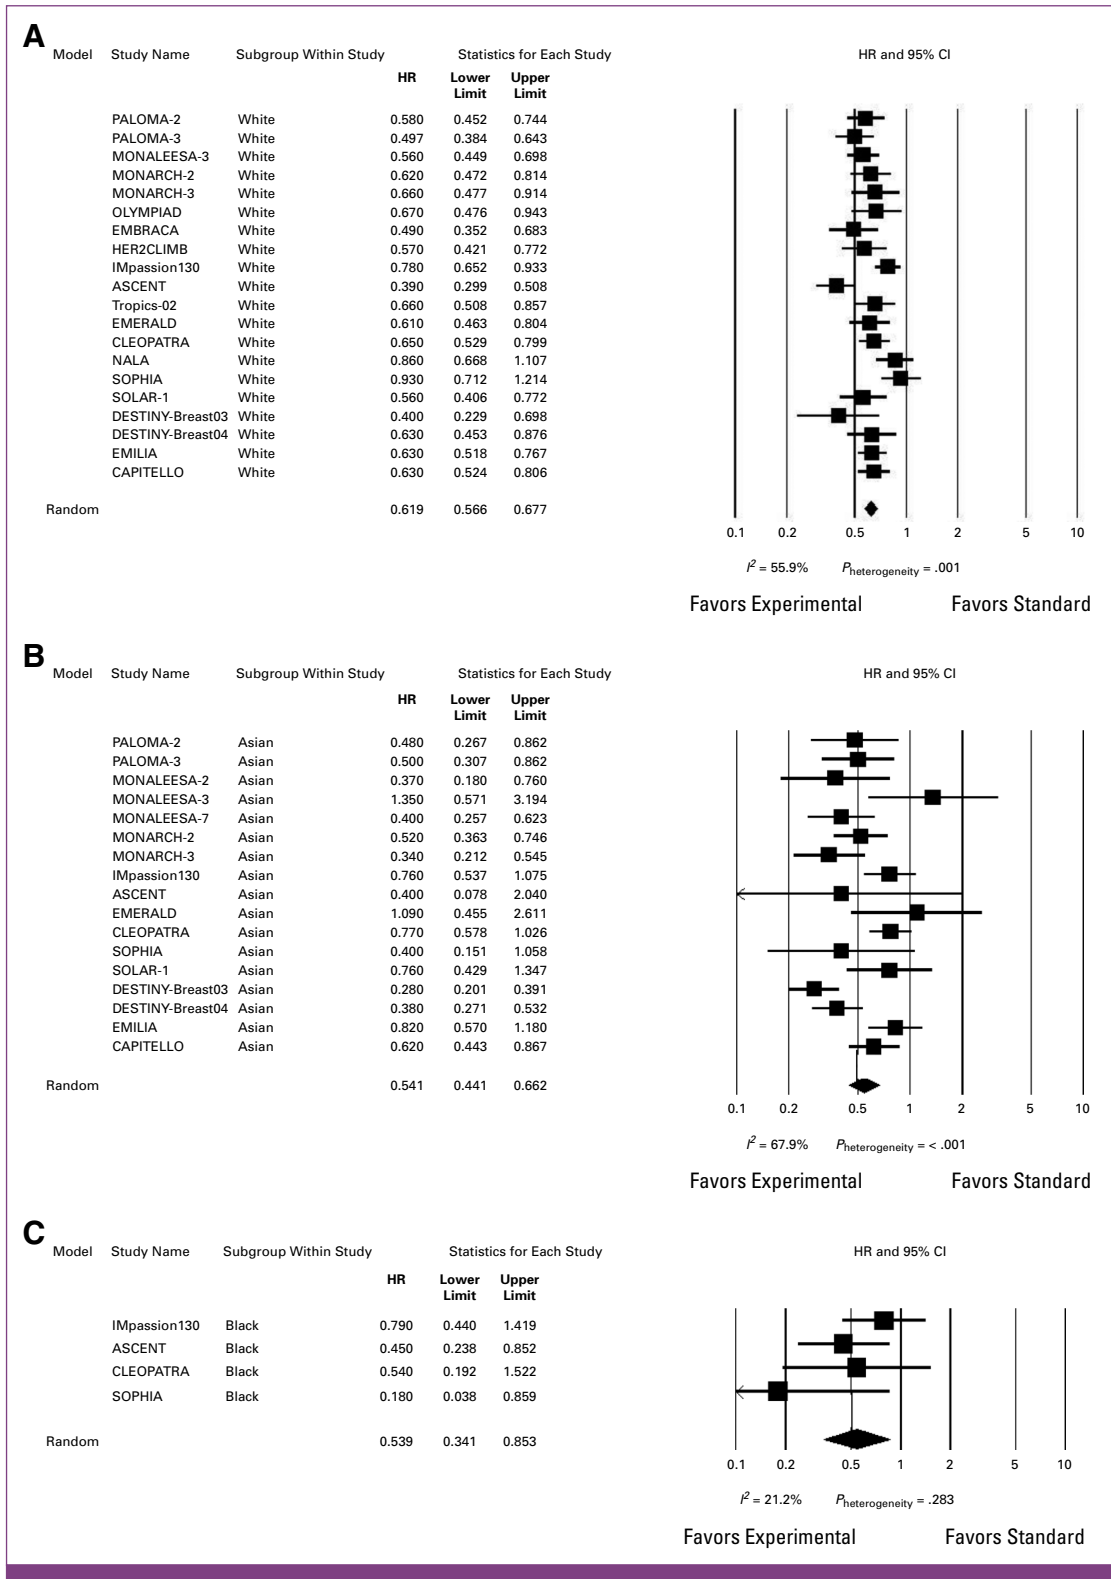 A
Model Study Name Subgroup Within Study Statistics for Each Study HR and 95% CI
HR Lower Limit Upper Limit
PALOMA-2 White 0.580 0.452 0.744
PALOMA-3 White 0.497 0.384 0.643
MONALEESA-3 White 0.560 0.449 0.698
MONARCH-2 White 0.620 0.472 0.814
MONARCH-3 White 0.660 0.477 0.914
OLYMPIAD White 0.670 0.476 0.943
EMBRACA White 0.490 0.352 0.683
HER2CLIMB White 0.570 0.421 0.772
IMpassion130 White 0.780 0.652 0.933
ASCENT White 0.390 0.299 0.508
Tropics-02 White 0.660 0.508 0.857
EMERALD White 0.610 0.463 0.804
CLEOPATRA White 0.650 0.529 0.799
NALA White 0.860 0.668 1.107
SOPHIA White 0.930 0.712 1.214
SOLAR-1 White 0.560 0.406 0.772
DESTINY-Breast03 White 0.400 0.229 0.698
DESTINY-Breast04 White 0.630 0.453 0.876
EMILIA White 0.630 0.518 0.767
CAPITELLO White 0.630 0.524 0.806
Random 0.619 0.566 0.677
0.1 0.2 0.5 1 2 5 10
I² = 55.9% Pheterogeneity = .001
Favors Experimental Favors Standard
B
Model Study Name Subgroup Within Study Statistics for Each Study HR and 95% CI
HR Lower Limit Upper Limit
PALOMA-2 Asian 0.480 0.267 0.862
PALOMA-3 Asian 0.500 0.307 0.862
MONALEESA-2 Asian 0.370 0.180 0.760
MONALEESA-3 Asian 1.350 0.571 3.194
MONALEESA-7 Asian 0.400 0.257 0.623
MONARCH-2 Asian 0.520 0.363 0.746
MONARCH-3 Asian 0.340 0.212 0.545
IMpassion130 Asian 0.760 0.537 1.075
ASCENT Asian 0.400 0.078 2.040
EMERALD Asian 1.090 0.455 2.611
CLEOPATRA Asian 0.770 0.578 1.026
SOPHIA Asian 0.400 0.151 1.058
SOLAR-1 Asian 0.760 0.429 1.347
DESTINY-Breast03 Asian 0.280 0.201 0.391
DESTINY-Breast04 Asian 0.380 0.271 0.532
EMILIA Asian 0.820 0.570 1.180
CAPITELLO Asian 0.620 0.443 0.867
Random 0.541 0.441 0.662
0.1 0.2 0.5 1 2 5 10
I² = 67.9% Pheterogeneity = < .001
Favors Experimental Favors Standard
C
Model Study Name Subgroup Within Study Statistics for Each Study HR and 95% CI
HR Lower Limit Upper Limit
IMpassion130 Black 0.790 0.440 1.419
ASCENT Black 0.450 0.238 0.852
CLEOPATRA Black 0.540 0.192 1.522
SOPHIA Black 0.180 0.038 0.859
Random 0.539 0.341 0.853
0.1 0.2 0.5 1 2 5 10
I² = 21.2% Pheterogeneity = .283
Favors Experimental Favors Standard